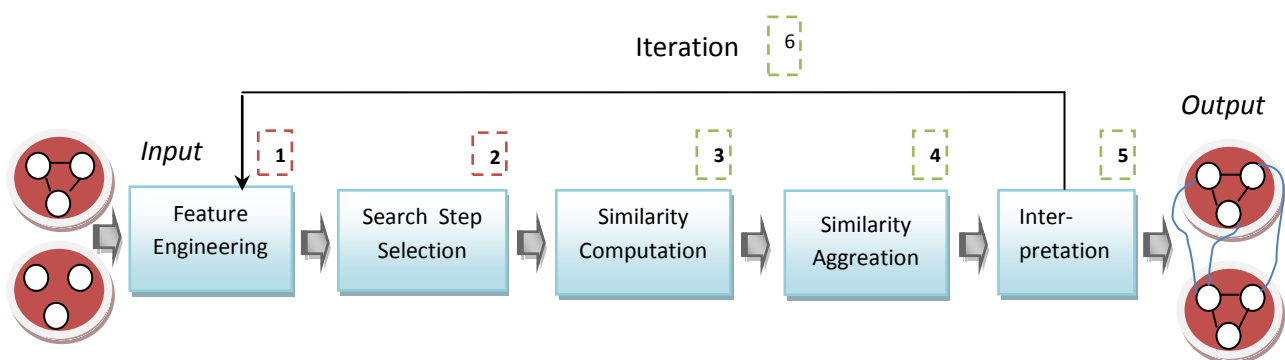 Iteration 6
Output
Input
1
2
3
4
5
Feature
Engineering
Search Step
Selection
Similarity
Computation
Similarity
Aggreation
Inter-
pretation